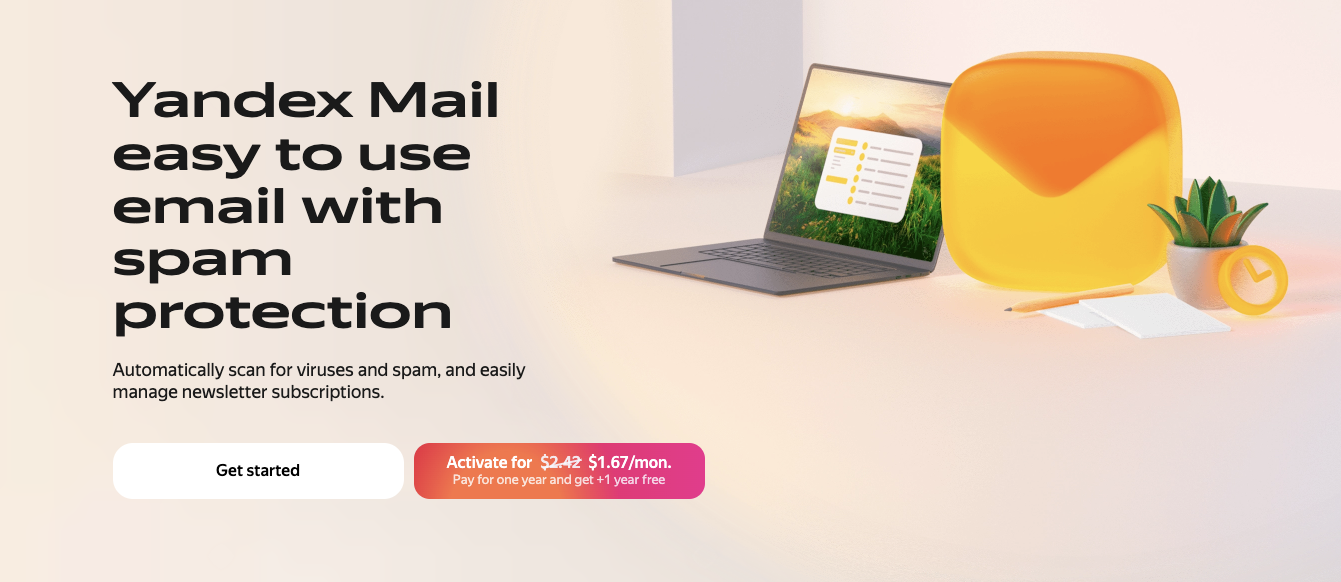 Yandex Mail
easy to use
email with
spam
protection
Automatically scan for viruses and spam, and easily
manage newsletter subscriptions.
Get started
Activate for $2.42 $1.67/mon.
Pay for one year and get +1 year free